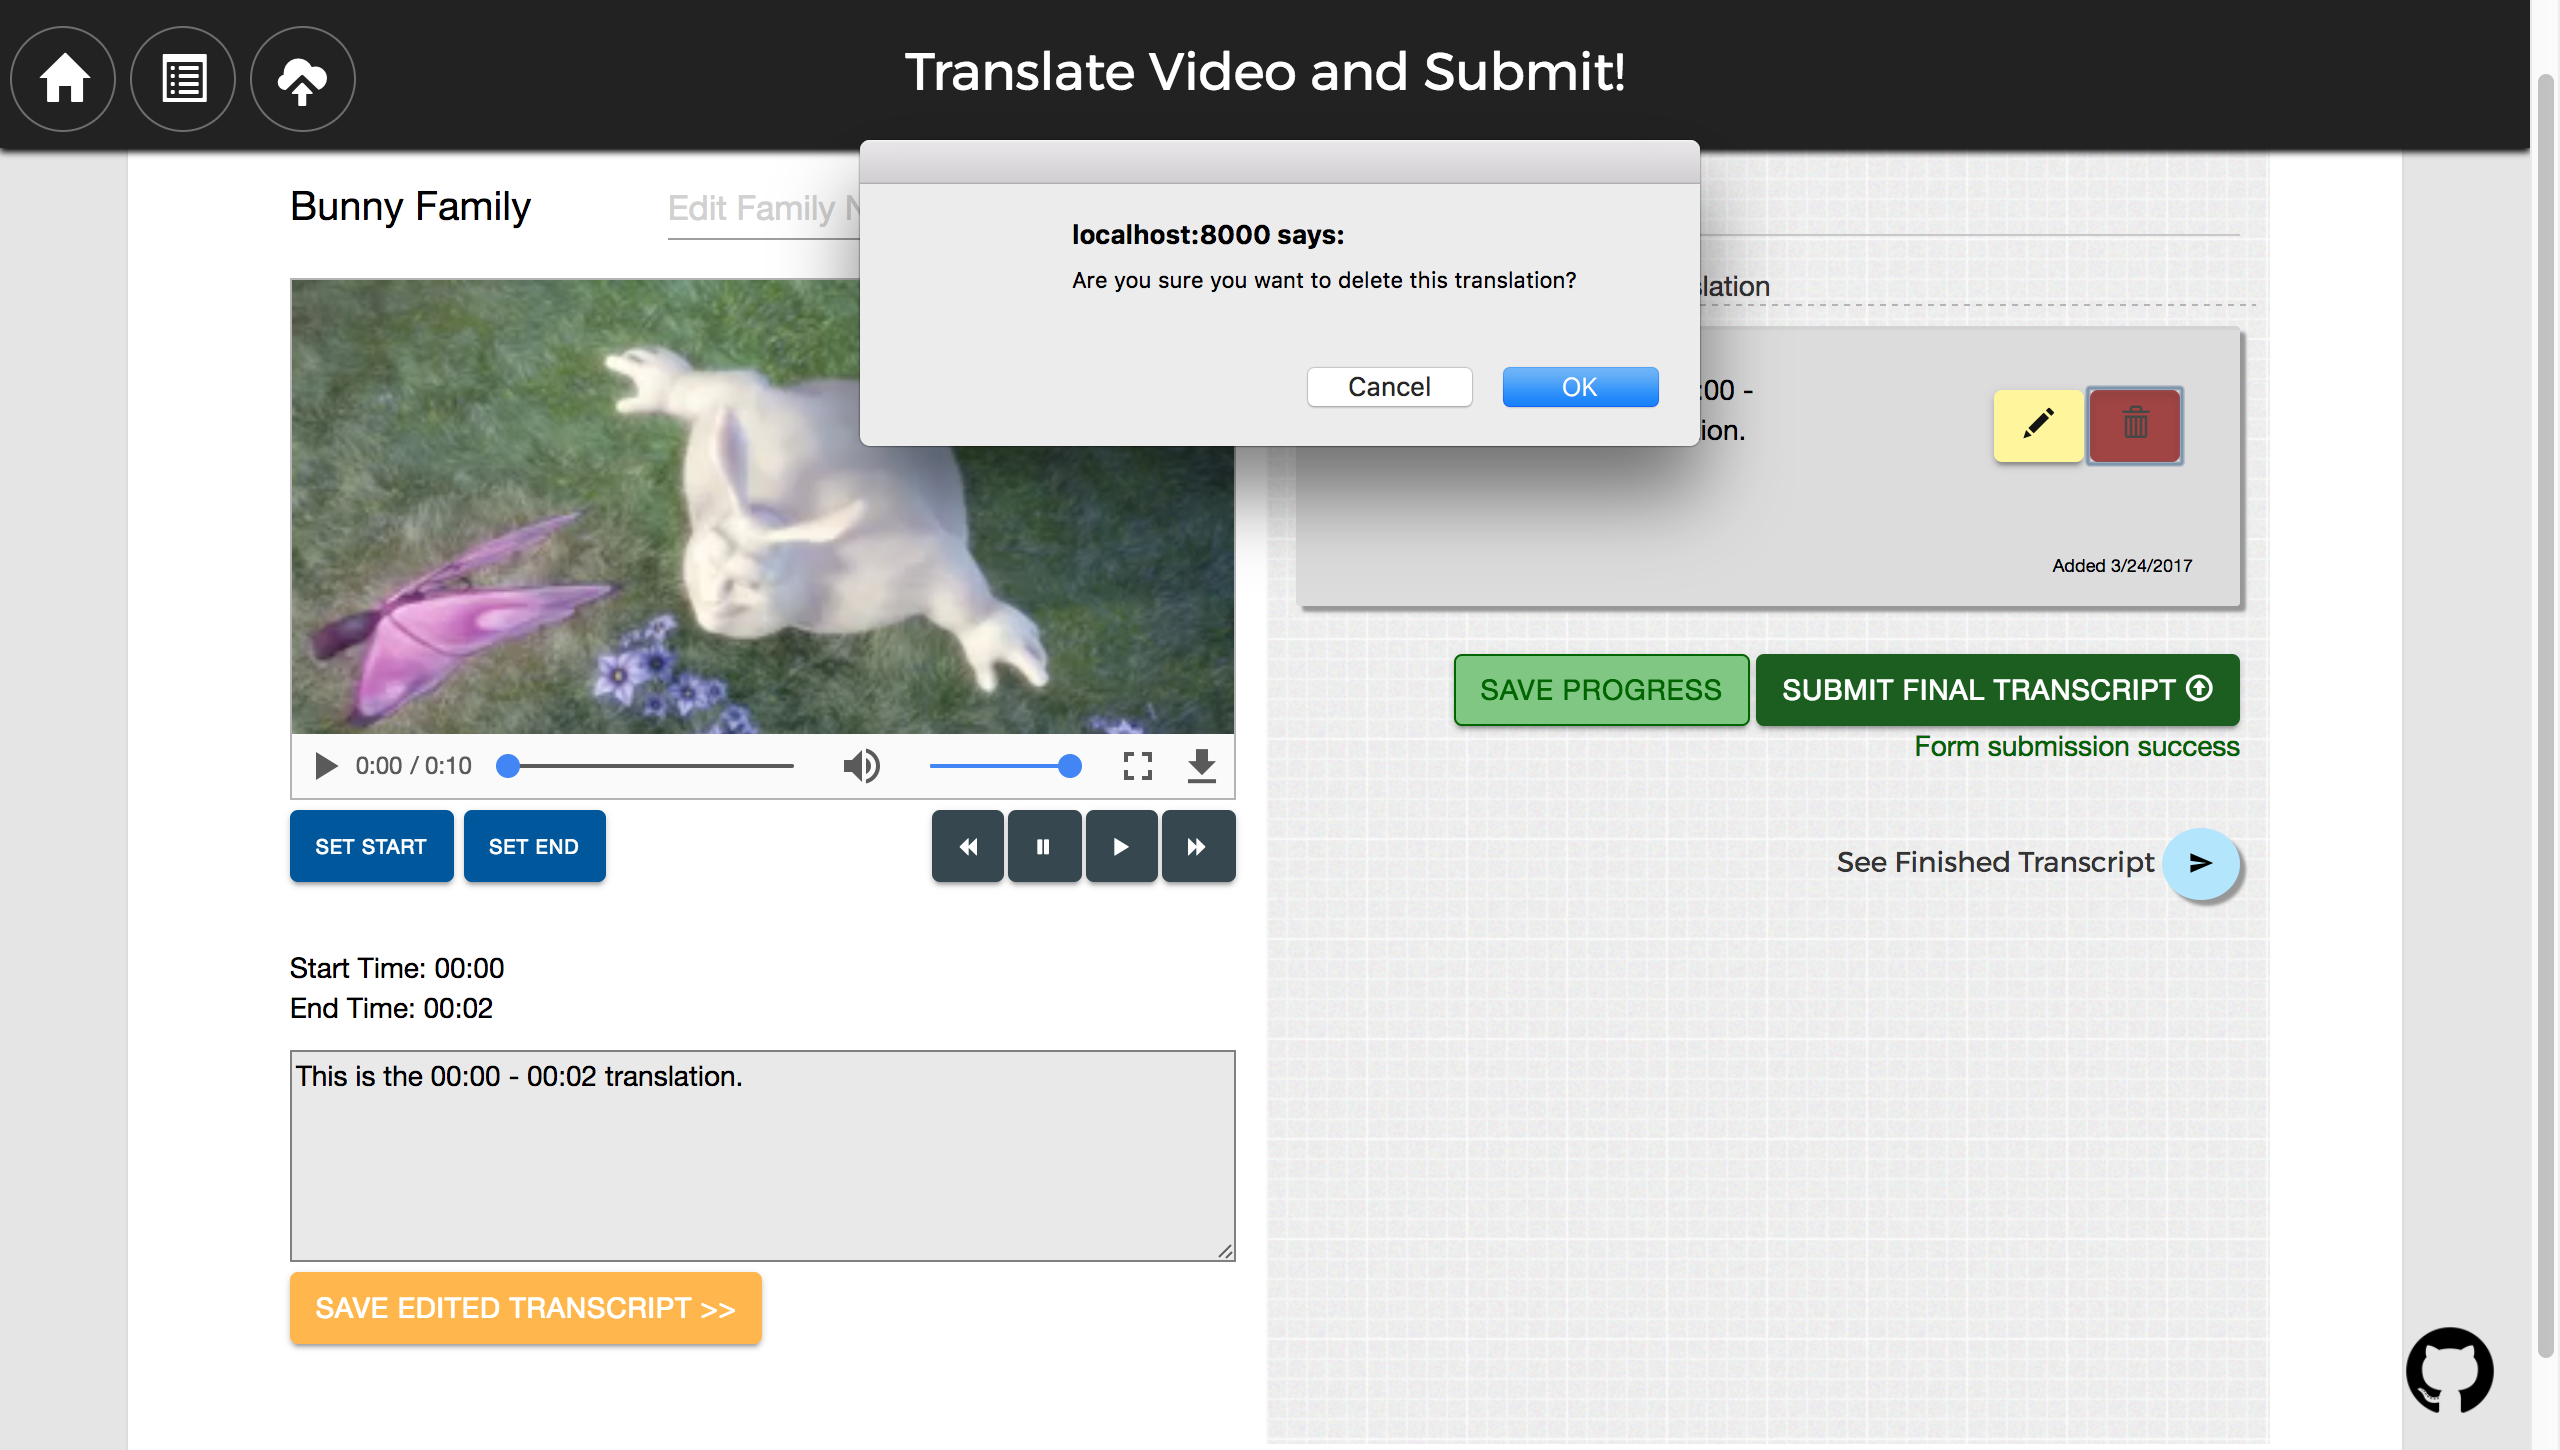 Translate Video and Submit!
localhost:8000 says:
Are you sure you want to delete this translation?
Cancel
OK
Bunny Family
Edit Family
:00 -
Added 3/24/2017
0:00 / 0:10
SET START
SET END
Start Time: 00:00
End Time: 00:02
This is the 00:00 - 00:02 translation.
SAVE EDITED TRANSCRIPT >>
SAVE PROGRESS
SUBMIT FINAL TRANSCRIPT
Form submission success
See Finished Transcript